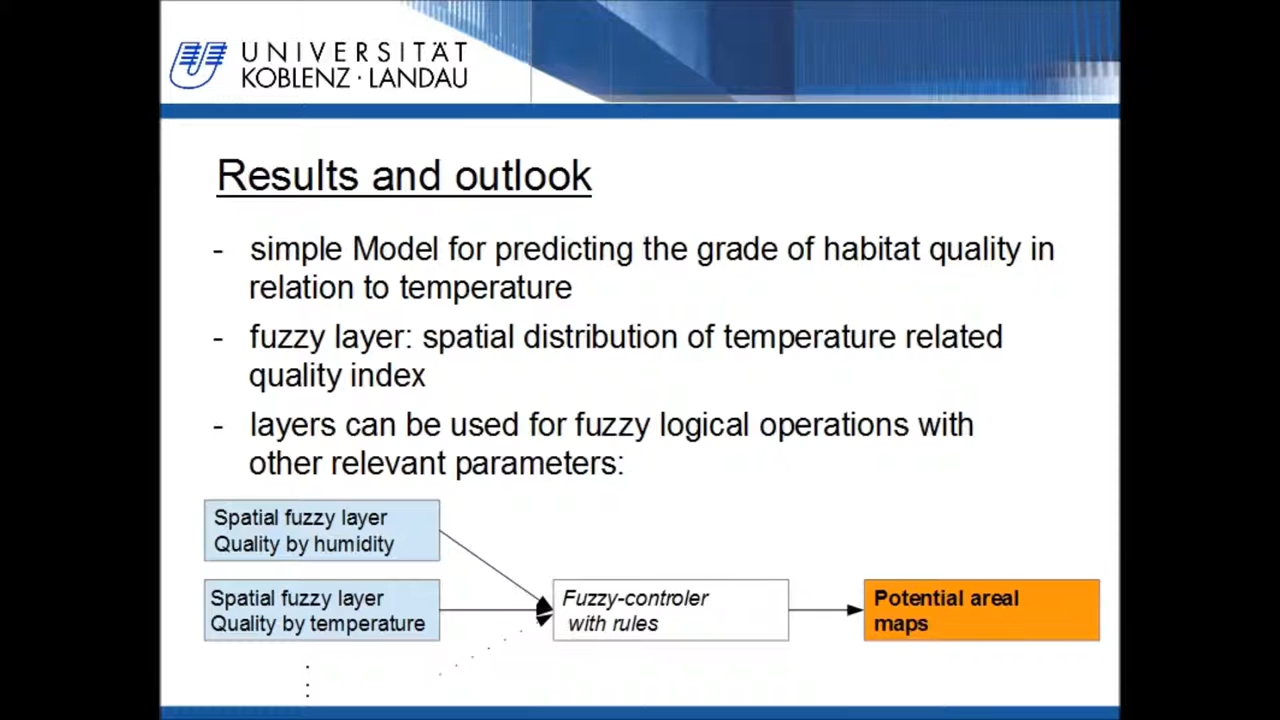 UNIVERSITÄT
KOBLENZ · LANDAU
Results and outlook
- simple Model for predicting the grade of habitat quality in
relation to temperature
- fuzzy layer: spatial distribution of temperature related
quality index
- layers can be used for fuzzy logical operations with
other relevant parameters:
Spatial fuzzy layer
Quality by humidity
Spatial fuzzy layer
Quality by temperature
Fuzzy-controler
with rules
Potential areal
maps